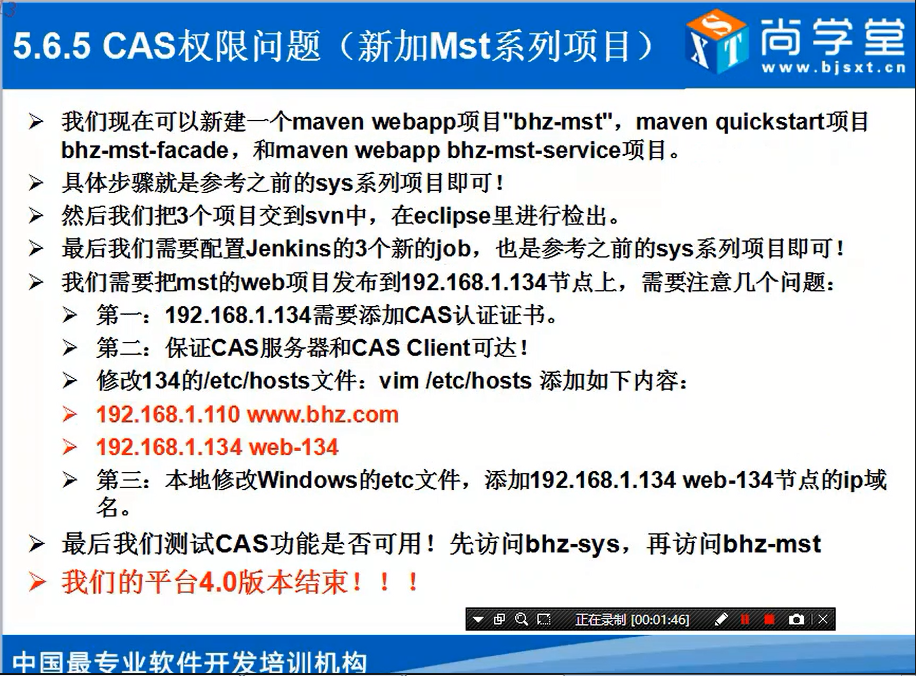 5.6.5 CAS权限问题（新加Mst系列项目）
尚学堂
www.bjsxt.cn
我们现在可以新建一个maven webapp项目"bhz-mst"，maven quickstart项目
bhz-mst-facade，和maven webapp bhz-mst-service项目。
具体步骤就是参考之前的sys系列项目即可！
然后我们把3个项目交到svn中，在eclipse里进行检出。
最后我们需要配置Jenkins的3个新的job，也是参考之前的sys系列项目即可！
我们需要把mst的web项目发布到192.168.1.134节点上，需要注意几个问题：
第一：192.168.1.134需要添加CAS认证证书。
第二：保证CAS服务器和CAS Client可达！
修改134的/etc/hosts文件：vim /etc/hosts 添加如下内容：
192.168.1.110 www.bhz.com
192.168.1.134 web-134
第三：本地修改Windows的etc文件，添加192.168.1.134 web-134节点的ip域
名。
最后我们测试CAS功能是否可用！先访问bhz-sys，再访问bhz-mst
我们的平台4.0版本结束！！！
正在录制 [00:01:46]
中国最专业软件开发培训机构